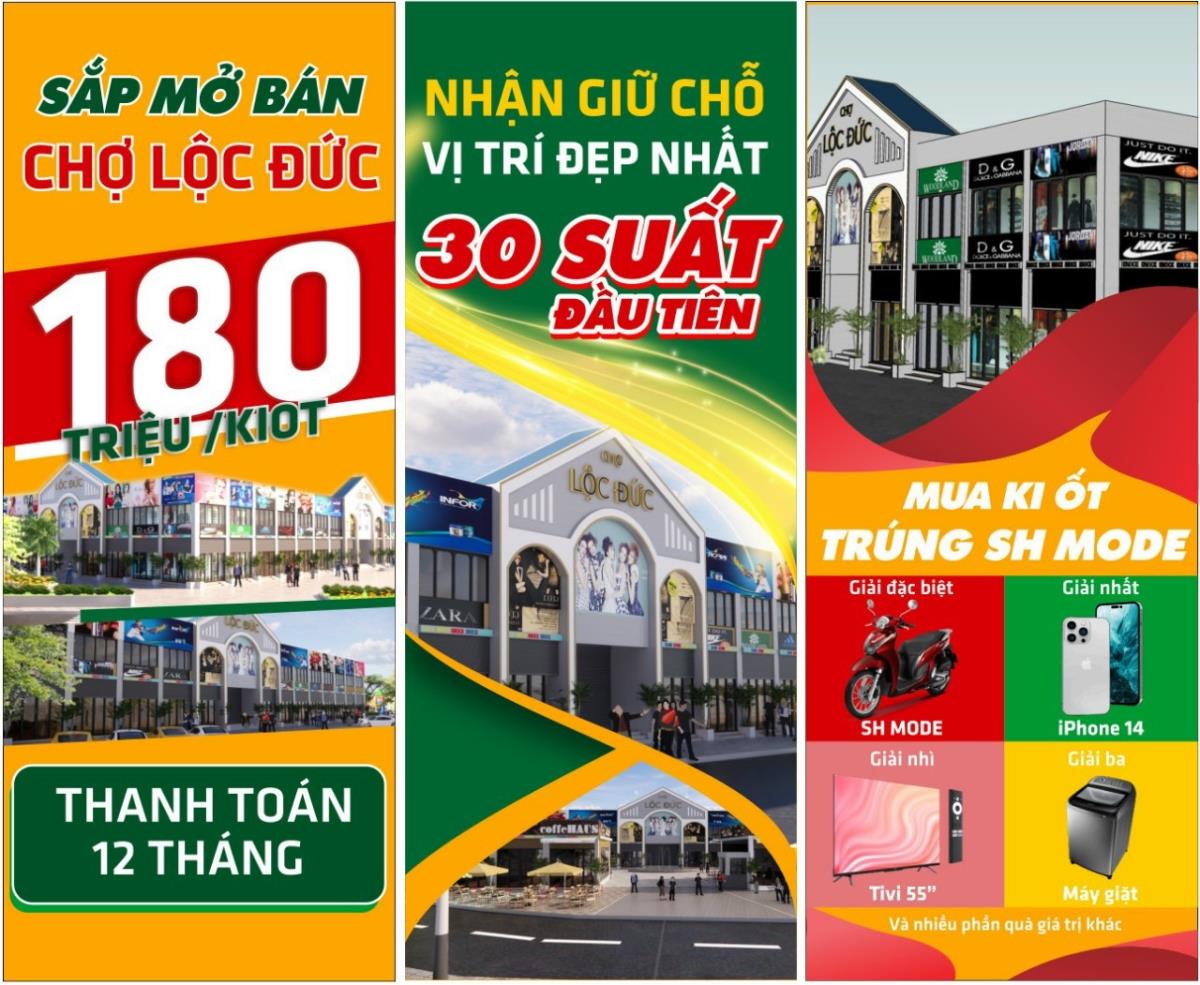 SẮP MỞ BÁN
CHỢ LỘC ĐỨC
180
TRIỆU /KIOT
LỘC ĐỨC
LỘC ĐỨC
THANH TOÁN
12 THÁNG
NHẬN GIỮ CHỖ
VỊ TRÍ ĐẸP NHẤT
30 SUẤT
ĐẦU TIÊN
CHỢ
LỘC ĐỨC
INFOR
ZARA
LỘC ĐỨC
coffeHAUS
CHỢ
LỘC ĐỨC
WOODLAND
D & G
DOLCE & GABBANA
JUST DO IT.
NIKE
WOODLAND
D & G
DOLCE & GABBANA
JUST DO IT.
NIKE
MUA KI ỐT
TRÚNG SH MODE
Giải đặc biệt
SH MODE
Giải nhất
iPhone 14
Giải nhì
Tivi 55”
Giải ba
Máy giặt
Và nhiều phần quà giá trị khác